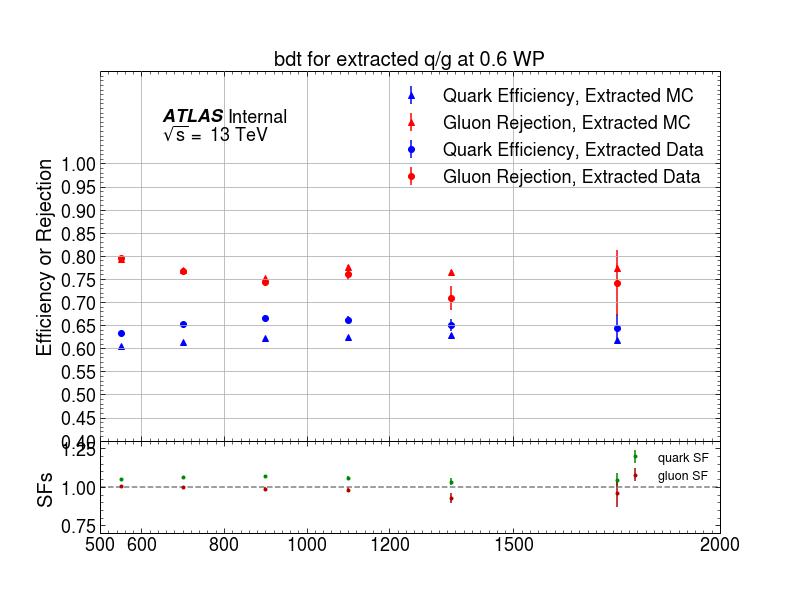 bdt for extracted q/g at 0.6 WP
ATLAS Internal
√s = 13 TeV
Quark Efficiency, Extracted MC
Gluon Rejection, Extracted MC
Quark Efficiency, Extracted Data
Gluon Rejection, Extracted Data
Efficiency or Rejection
1.00
0.95
0.90
0.85
0.80
0.75
0.70
0.65
0.60
0.55
0.50
0.45
0.40
SFs
1.25
1.00
0.75
quark SF
gluon SF
500 600 800 1000 1200 1500 2000